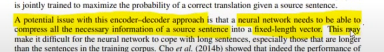 is jointly trained to maximize the probability of a correct translation given a source sentence.
A potential issue with this encoder–decoder approach is that a neural network needs to be able to
compress all the necessary information of a source sentence into a fixed-length vector. This may
make it difficult for the neural network to cope with long sentences, especially those that are longer
than the sentences in the training corpus. Cho et al. (2014b) showed that indeed the performance of